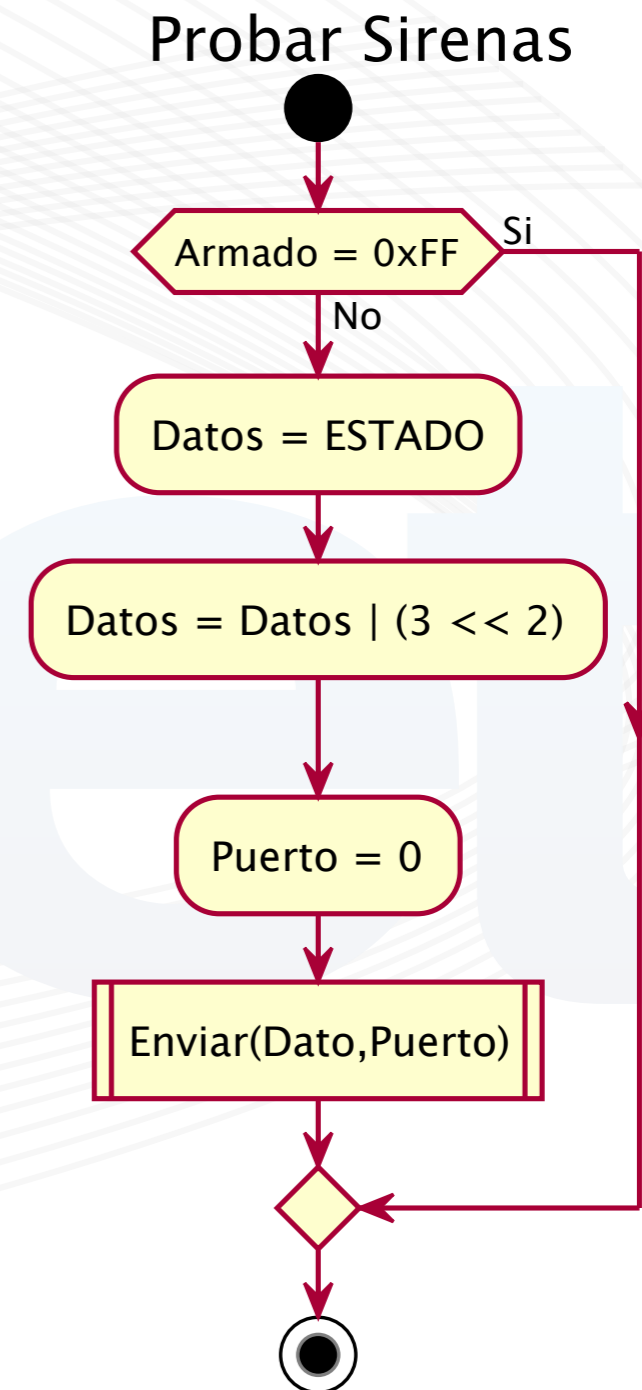 Probar Sirenas
Armado = 0xFF
Si
No
Datos = ESTADO
Datos = Datos | (3 << 2)
Puerto = 0
Enviar(Dato,Puerto)